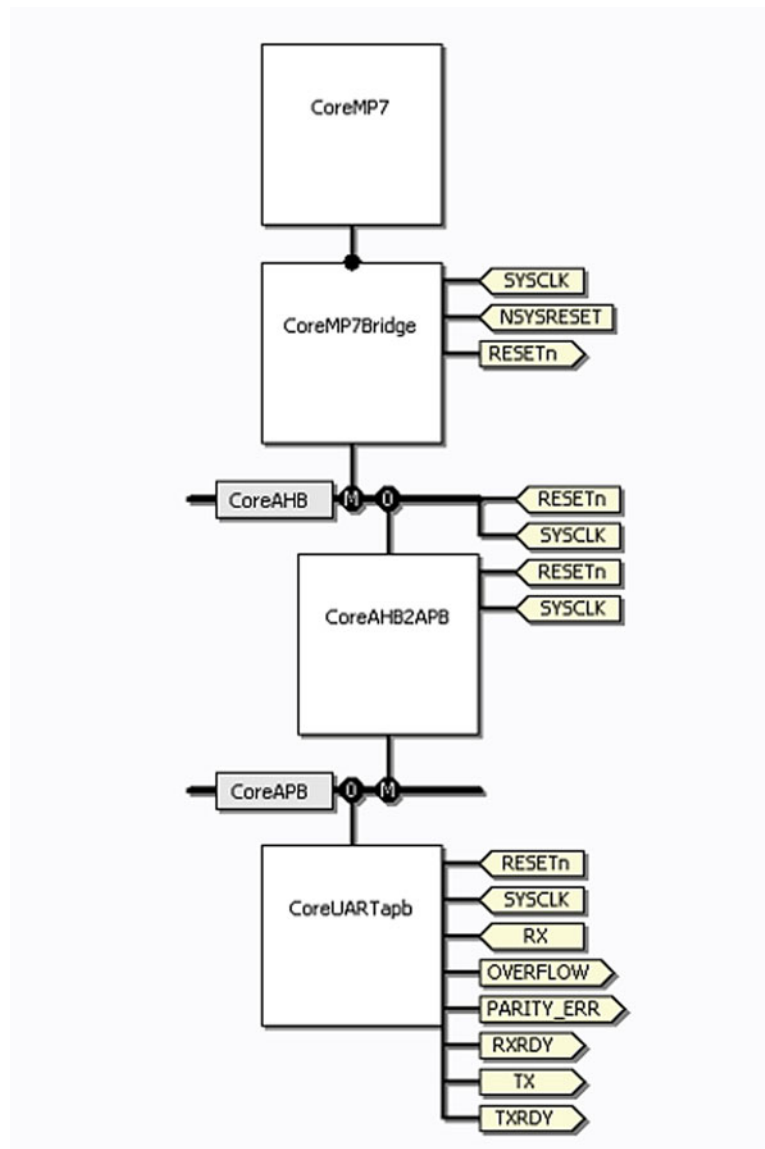 CoreMP7
SYSCLK
CoreMP7Bridge
NSYSRESET
RESETn
CoreAHB
M
0
RESETn
SYSCLK
RESETn
CoreAHB2APB
SYSCLK
CoreAPB
0
M
RESETn
SYSCLK
CoreUARTapb
RX
OVERFLOW
PARITY_ERR
RXRDY
TX
TXRDY